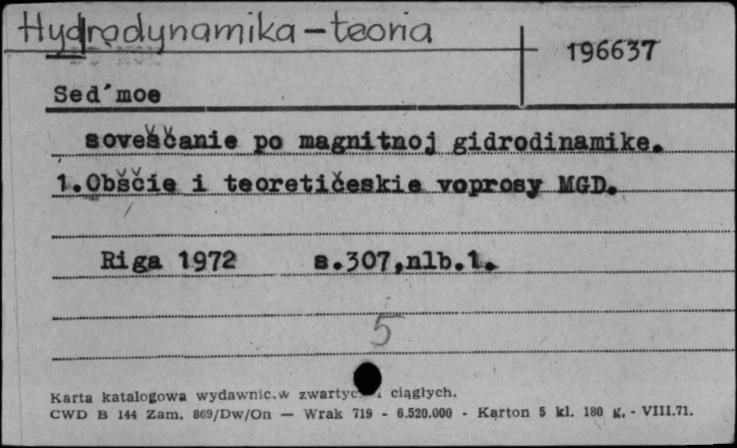 Hydrodynamika – teoria
196637
Sed´moe
soveščanie po magnitnoj gidrodinamike.
1.Obščie i teoretičeskie voprosy MGD.
Riga 1972 s.307,nlb.1.
5
Karta katalogowa wydawnic.w ciągłych.
CWD B 144 Zam. 869/Dw/On — Wrak 719 - 6.520.000 - Karton 5 kl. 180 g. - VIII.71.